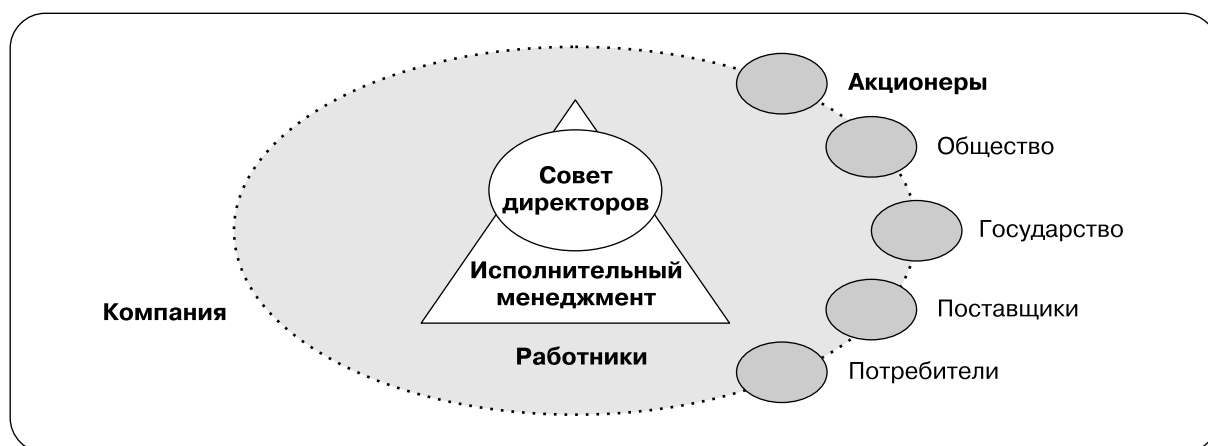 Акционеры
Общество
Совет
директоров
Государство
Исполнительный
менеджмент
Компания
Поставщики
Работники
Потребители